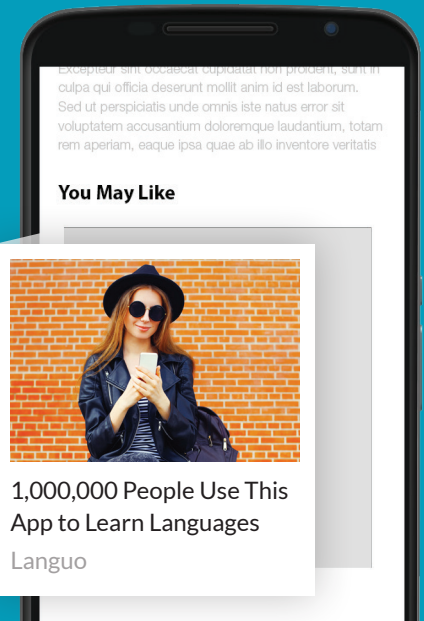 Excepteur sint occaecat cupidatat non proident, sunt in
culpa qui officia deserunt mollit anim id est laborum.
Sed ut perspiciatis unde omnis iste natus error sit
voluptatem accusantium doloremque laudantium, totam
rem aperiam, eaque ipsa quae ab illo inventore veritatis
You May Like
1,000,000 People Use This
App to Learn Languages
Languo